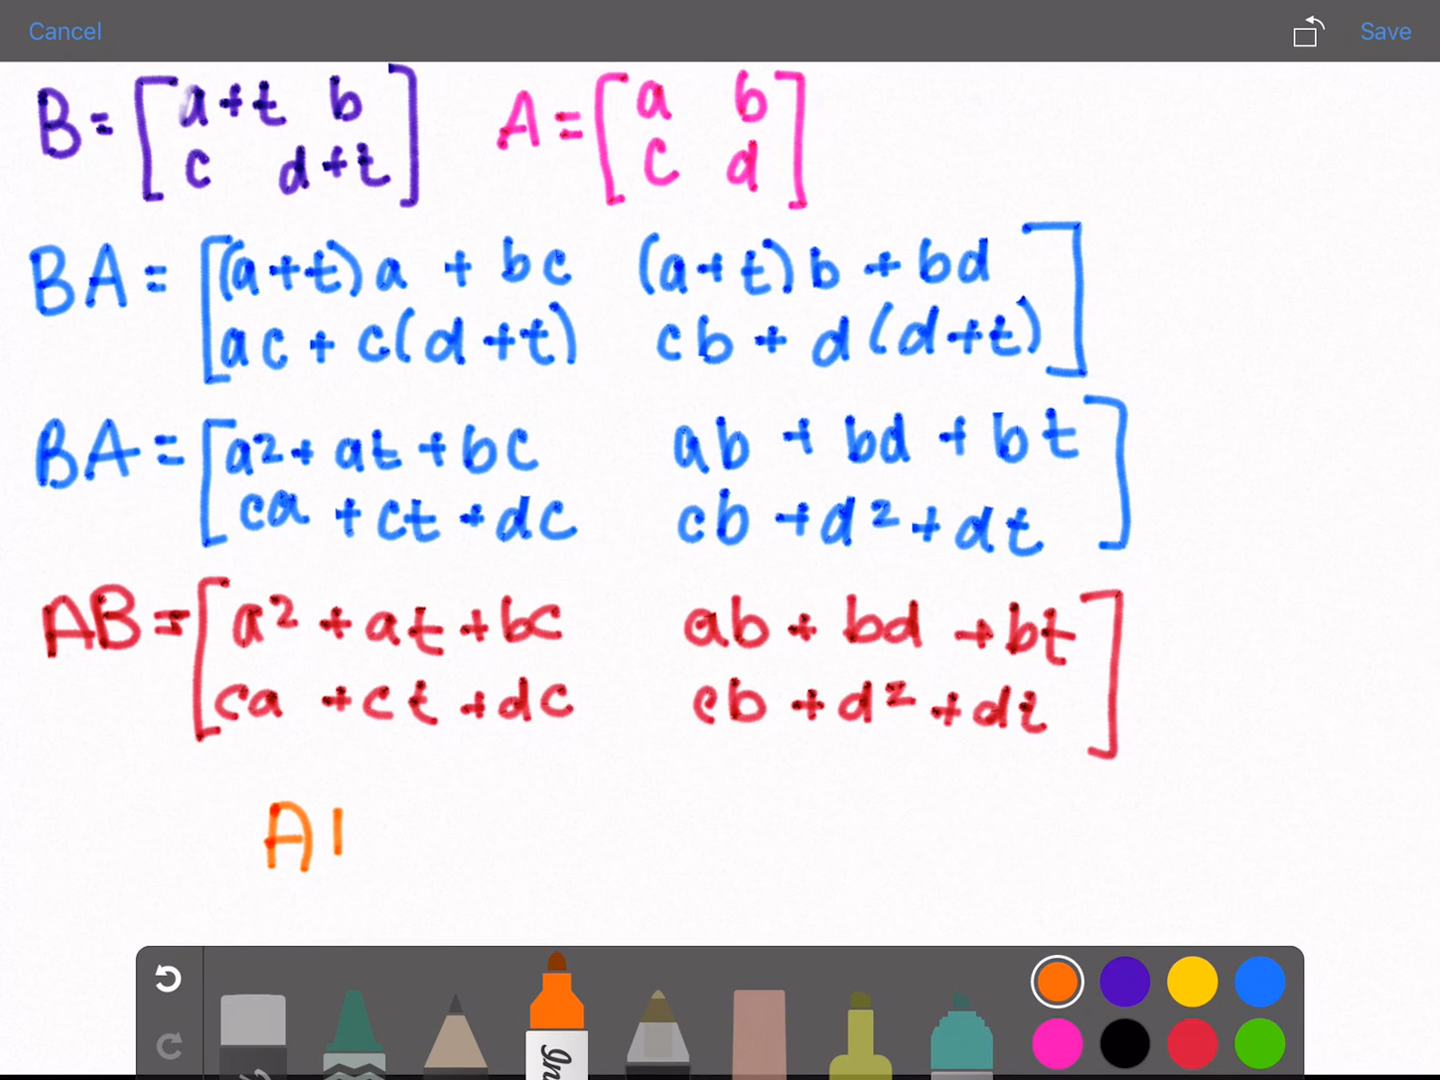 Cancel Save
B = [ a+t b A = [ a b ]
c d+t ] c d
BA = [ (a+t)a + bc (a+t)b + bd ]
ac + c(d+t) cb + d(d+t)
BA = [ a² + at + bc ab + bd + bt ]
ca + ct + dc cb + d² + dt
AB = [ a² + at + bc ab + bd + bt ]
ca + ct + dc cb + d² + dt
A